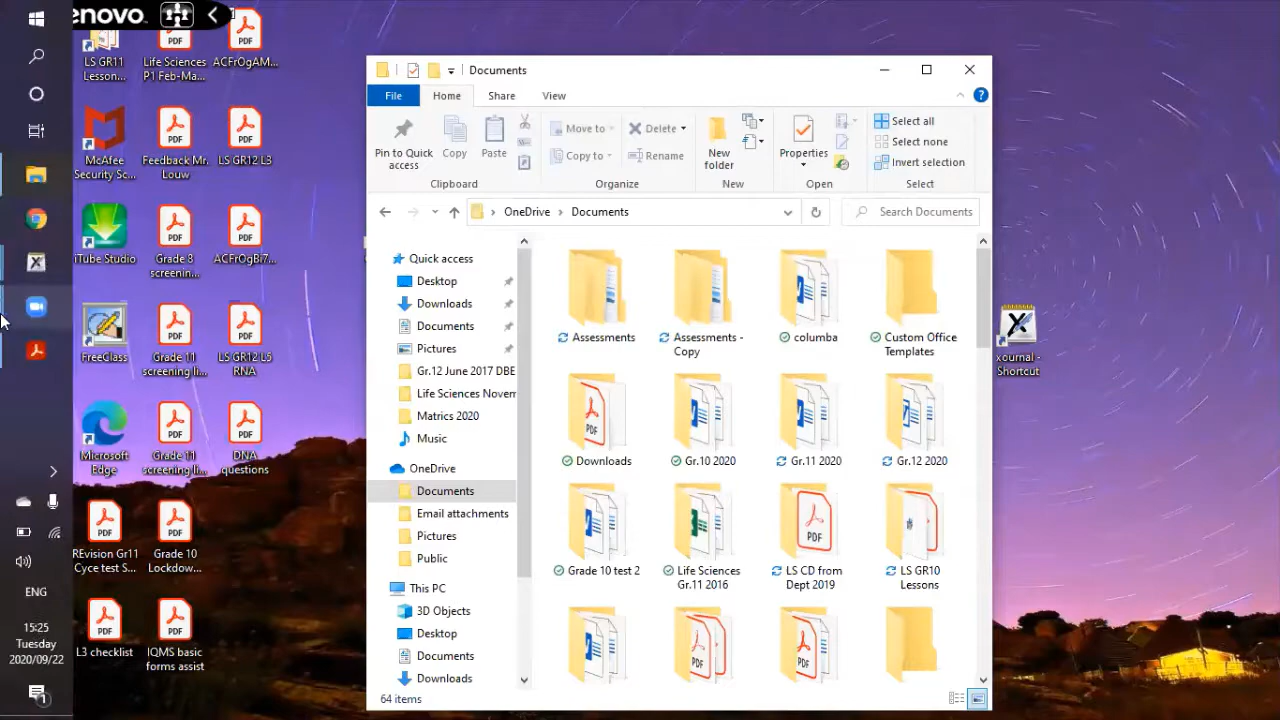 enovo
LS GR11
Lesson...
Life Sciences
P1 Feb-Ma...
ACFrOgAM...
McAfee
Security Sc...
Feedback Mr.
Louw
LS GR12 L3
iTube Studio
Grade 8
screenin...
ACFrOgBi7...
FreeClass
Grade 11
screening li...
LS GR12 L5
RNA
Microsoft
Edge
Grade 11
screening li...
DNA
questions
REvision Gr11
Cyce test S...
Grade 10
Lockdow...
L3 checklist
IQMS basic
forms assist
ENG
15:25
Tuesday
2020/09/22
1
Documents
File
Home
Share
View
Pin to Quick
access
Copy
Paste
Clipboard
Move to
Copy to
Delete
Rename
Organize
New
folder
New
Properties
Open
Select all
Select none
Invert selection
Select
OneDrive
Documents
Search Documents
Quick access
Desktop
Downloads
Documents
Pictures
Gr.12 June 2017 DBE
Life Sciences Novem
Matrics 2020
Music
OneDrive
Documents
Email attachments
Pictures
Public
This PC
3D Objects
Desktop
Documents
Downloads
Assessments
Assessments -
Copy
columba
Custom Office
Templates
Downloads
Gr.10 2020
Gr.11 2020
Gr.12 2020
Grade 10 test 2
Life Sciences
Gr.11 2016
LS CD from
Dept 2019
LS GR10
Lessons
64 items
xournal -
Shortcut